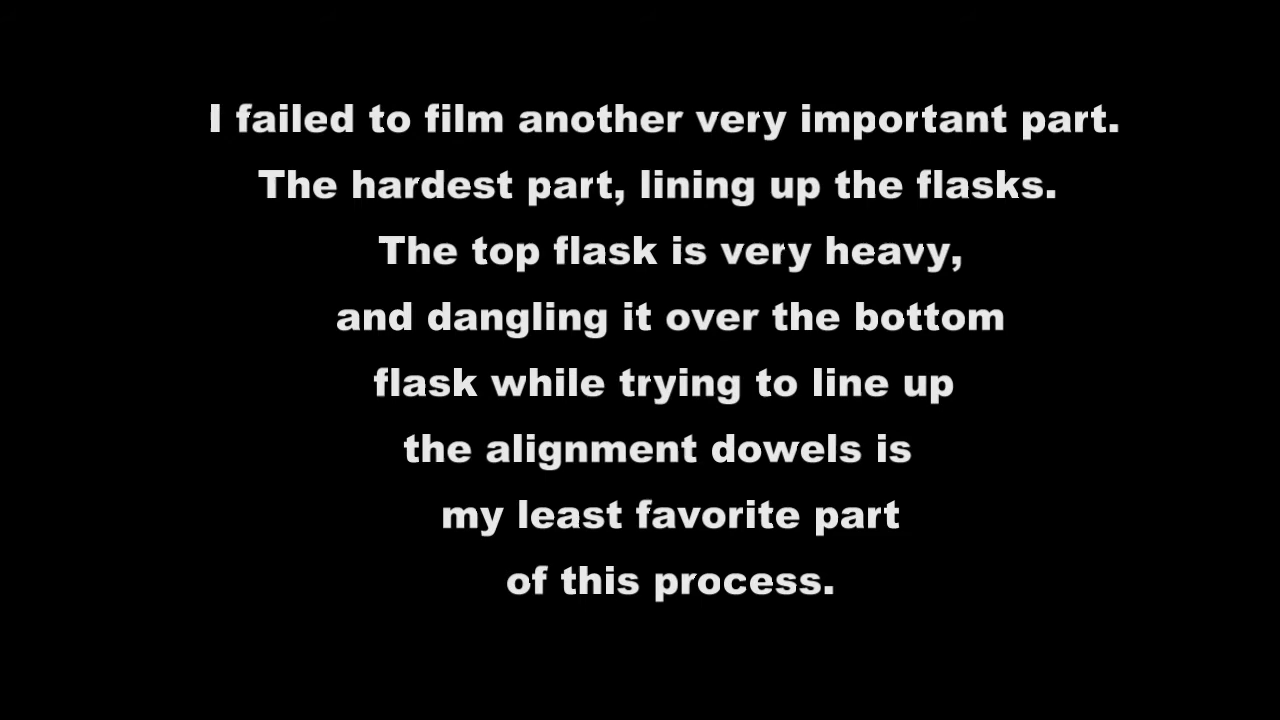 I failed to film another very important part.
The hardest part, lining up the flasks.
The top flask is very heavy,
and dangling it over the bottom
flask while trying to line up
the alignment dowels is
my least favorite part
of this process.